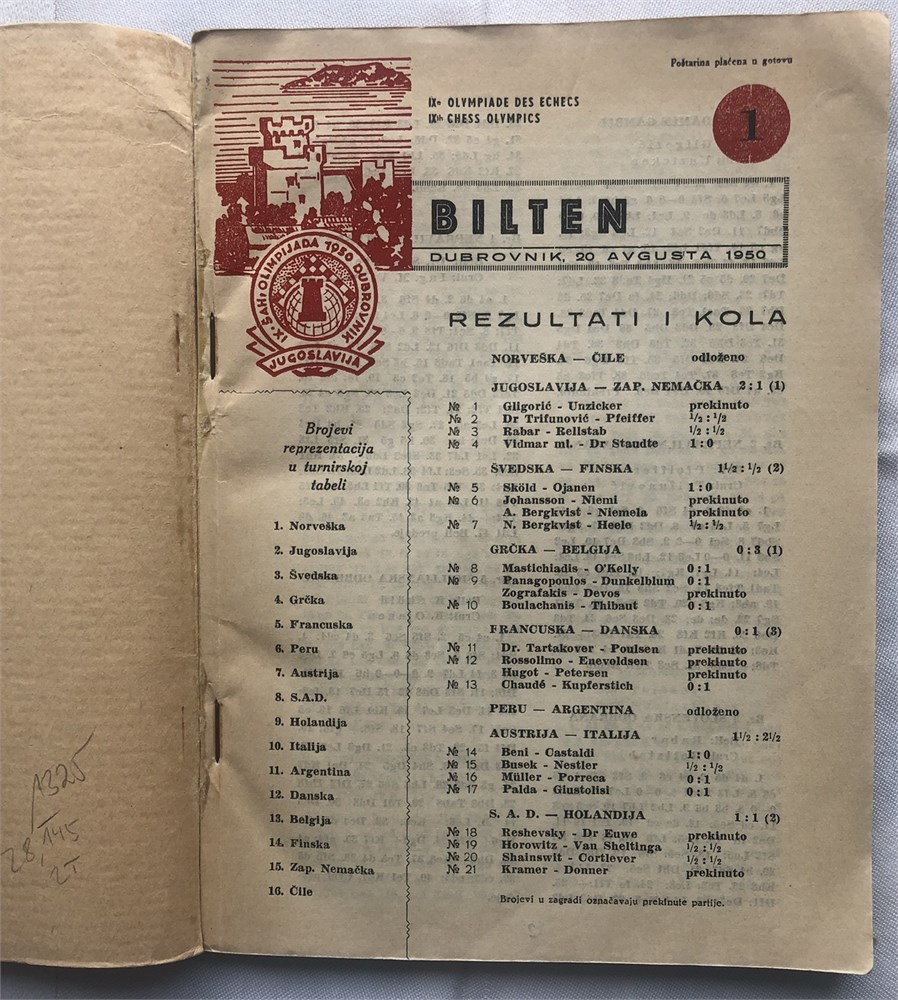 Poštarina plaćena u gotovu
IXe OLYMPIADE DES ECHECS
IXth CHESS OLYMPICS
1
BILTEN
DUBROVNIK, 20 AVGUSTA 1950
IX. ŠAH. OLIMPIJADA 1950 DUBROVNIK
JUGOSLAVIJA
REZULTATI I KOLA
Brojevi
reprezentacija
u turnirskoj
tabeli
1. Norveška
2. Jugoslavija
3. Švedska
4. Grčka
5. Francuska
6. Peru
7. Austrija
8. S.A.D.
9. Holandija
10. Italija
11. Argentina
12. Danska
13. Belgija
14. Finska
15. Zap. Nemačka
16. Čile
NORVEŠKA — ČILE odloženo
JUGOSLAVIJA — ZAP. NEMAČKA 2:1 (1)
№ 1 Gligorić - Unzicker prekinuto
№ 2 Dr Trifunović - Pfeiffer ½ : ½
№ 3 Rabar - Rellstab ½ : ½
№ 4 Vidmar ml. - Dr Staudte 1:0
ŠVEDSKA — FINSKA 1½ : ½ (2)
№ 5 Sköld - Ojanen 1:0
№ 6 Johansson - Niemi prekinuto
A. Bergkvist - Niemela prekinuto
№ 7 N. Bergkvist - Heele ½ : ½
GRČKA — BELGIJA 0:3 (1)
№ 8 Mastichiadis - O'Kelly 0:1
№ 9 Panagopoulos - Dunkelblum 0:1
Zografakis - Devos prekinuto
№ 10 Boulachanis - Thibaut 0:1
FRANCUSKA — DANSKA 0:1 (3)
№ 11 Dr. Tartakover - Poulsen prekinuto
№ 12 Rossolimo - Enevoldsen prekinuto
Hugot - Petersen prekinuto
№ 13 Chaudé - Kupferstich 0:1
PERU — ARGENTINA odloženo
AUSTRIJA — ITALIJA 1½ : 2½
№ 14 Beni - Castaldi 1:0
№ 15 Busek - Nestler ½ : ½
№ 16 Müller - Porreca 0:1
№ 17 Palda - Giustolisi 0:1
S. A. D. — HOLANDIJA 1:1 (2)
№ 18 Reshevsky - Dr Euwe prekinuto
№ 19 Horowitz - Van Sheltinga ½ : ½
№ 20 Shainswit - Cortlever ½ : ½
№ 21 Kramer - Donner prekinuto
Brojevi u zagradi označavaju prekinute partije.
1325
145
28,